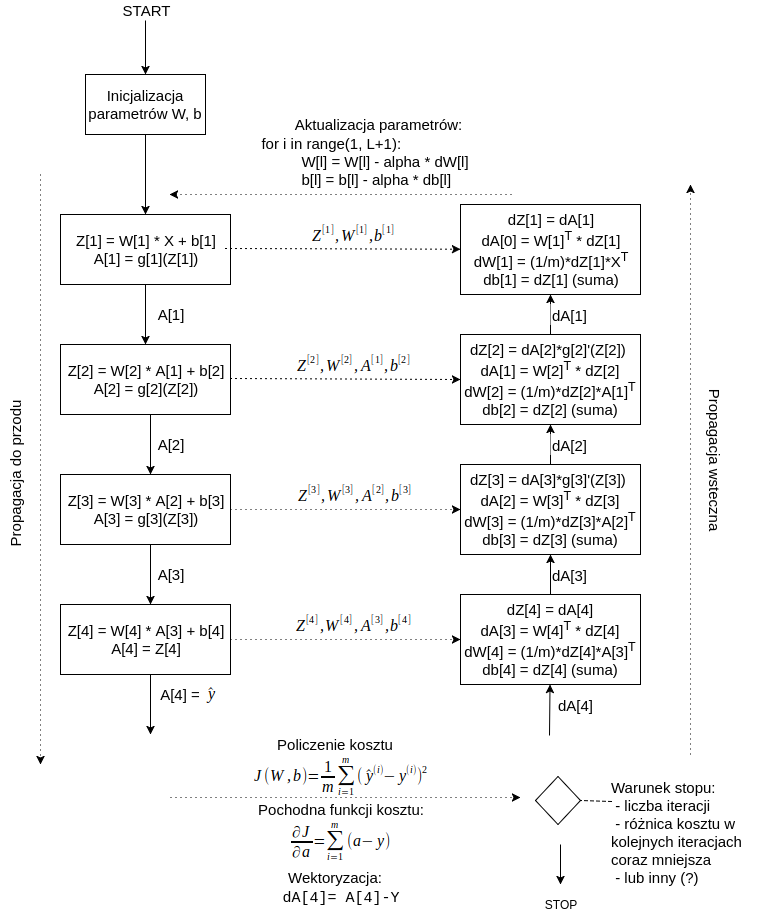 START
Inicjalizacja
parametrów W, b
Aktualizacja parametrów:
for i in range(1, L+1):
W[l] = W[l] - alpha * dW[l]
b[l] = b[l] - alpha * db[l]
Propagacja do przodu
Z[1] = W[1] * X + b[1]
A[1] = g[1](Z[1])
Z^[1], W^[1], b^[1]
dZ[1] = dA[1]
dA[0] = W[1]^T * dZ[1]
dW[1] = (1/m)*dZ[1]*X^T
db[1] = dZ[1] (suma)
A[1]
dA[1]
Z[2] = W[2] * A[1] + b[2]
A[2] = g[2](Z[2])
Z^[2], W^[2], A^[1], b^[2]
dZ[2] = dA[2]*g[2]'(Z[2])
dA[1] = W[2]^T * dZ[2]
dW[2] = (1/m)*dZ[2]*A[1]^T
db[2] = dZ[2] (suma)
A[2]
dA[2]
Z[3] = W[3] * A[2] + b[3]
A[3] = g[3](Z[3])
Z^[3], W^[3], A^[2], b^[3]
dZ[3] = dA[3]*g[3]'(Z[3])
dA[2] = W[3]^T * dZ[3]
dW[3] = (1/m)*dZ[3]*A[2]^T
db[3] = dZ[3] (suma)
A[3]
dA[3]
Z[4] = W[4] * A[3] + b[4]
A[4] = Z[4]
Z^[4], W^[4], A^[3], b^[4]
dZ[4] = dA[4]
dA[3] = W[4]^T * dZ[4]
dW[4] = (1/m)*dZ[4]*A[3]^T
db[4] = dZ[4] (suma)
A[4] = ŷ
dA[4]
Propagacja wsteczna
Policzenie kosztu
J(W,b)=1/m ∑_{i=1}^{m} (ŷ^(i) − y^(i))^2
Pochodna funkcji kosztu:
∂J/∂a=∑_{i=1}^{m} (a−y)
Wektoryzacja:
dA[4]= A[4]-Y
Warunek stopu:
- liczba iteracji
- różnica kosztu w
kolejnych iteracjach
coraz mniejsza
- lub inny (?)
STOP